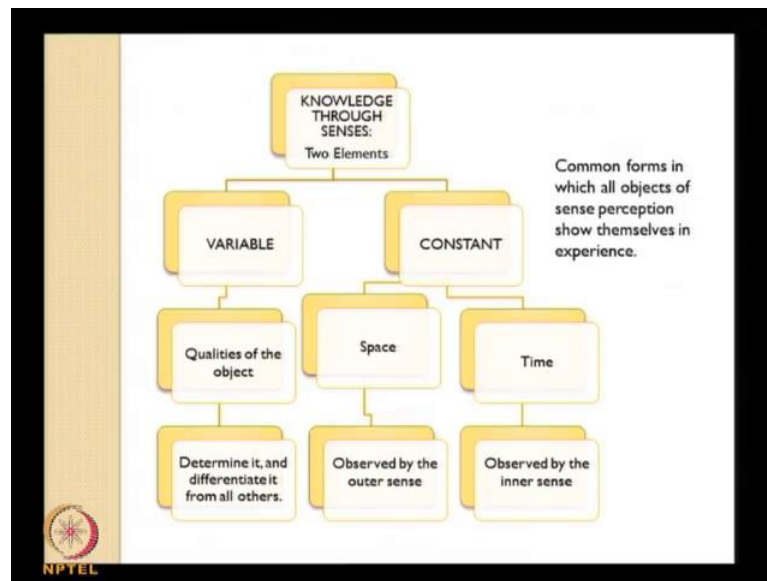 KNOWLEDGE
THROUGH
SENSES:
Two Elements
Common forms in
which all objects of
sense perception
show themselves in
experience.
VARIABLE
CONSTANT
Qualities of the
object
Space
Time
Determine it, and
differentiate it
from all others.
Observed by the
outer sense
Observed by the
inner sense
NPTEL